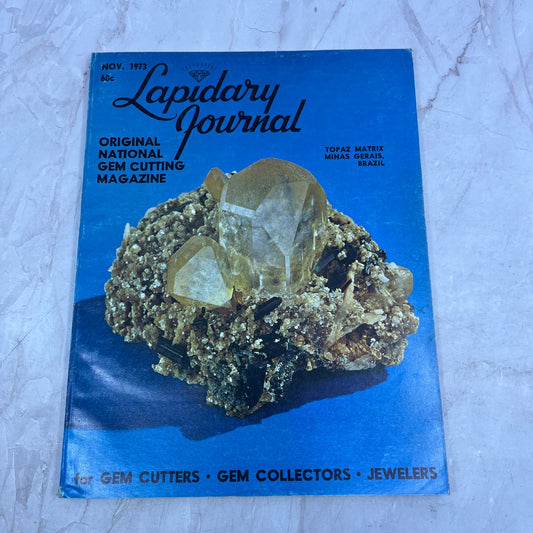 NOV. 1973
60c
Lapidary
Journal
ORIGINAL
NATIONAL
GEM CUTTING
MAGAZINE
TOPAZ MATRIX
MINAS GERAIS,
BRAZIL
for GEM CUTTERS • GEM COLLECTORS • JEWELERS